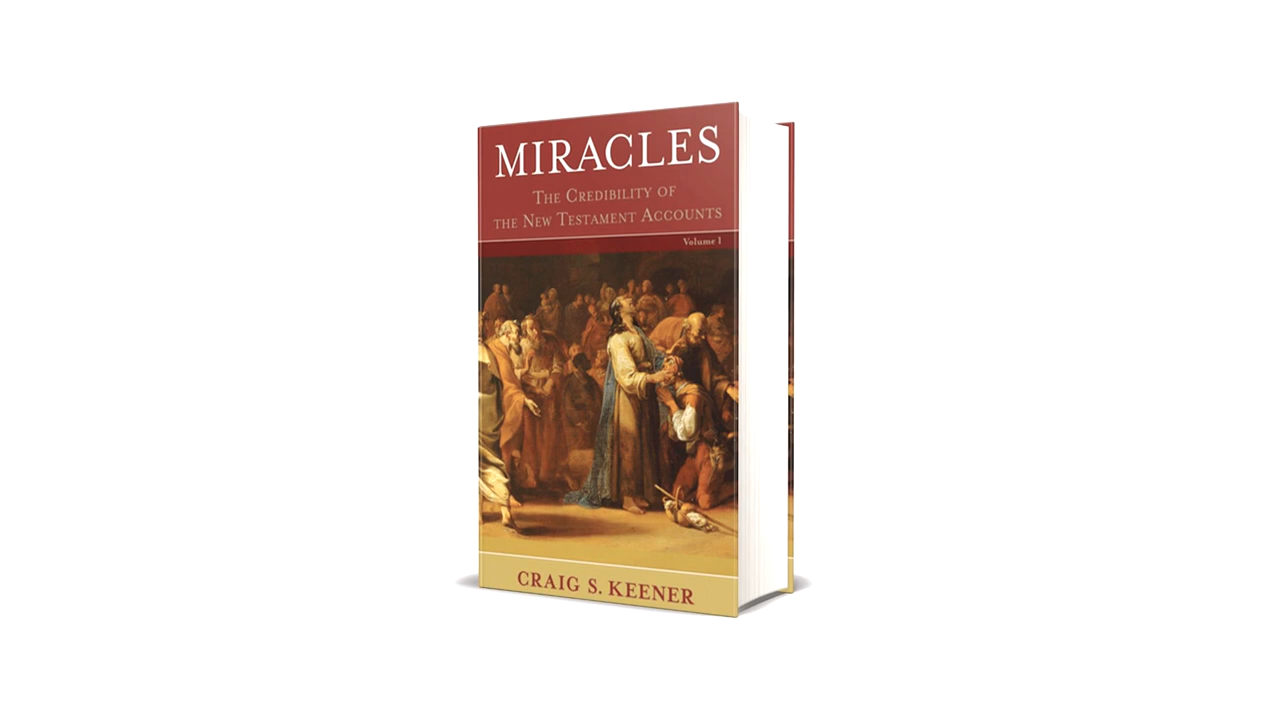 MIRACLES
THE CREDIBILITY OF
THE NEW TESTAMENT ACCOUNTS
Volume 1
CRAIG S. KEENER